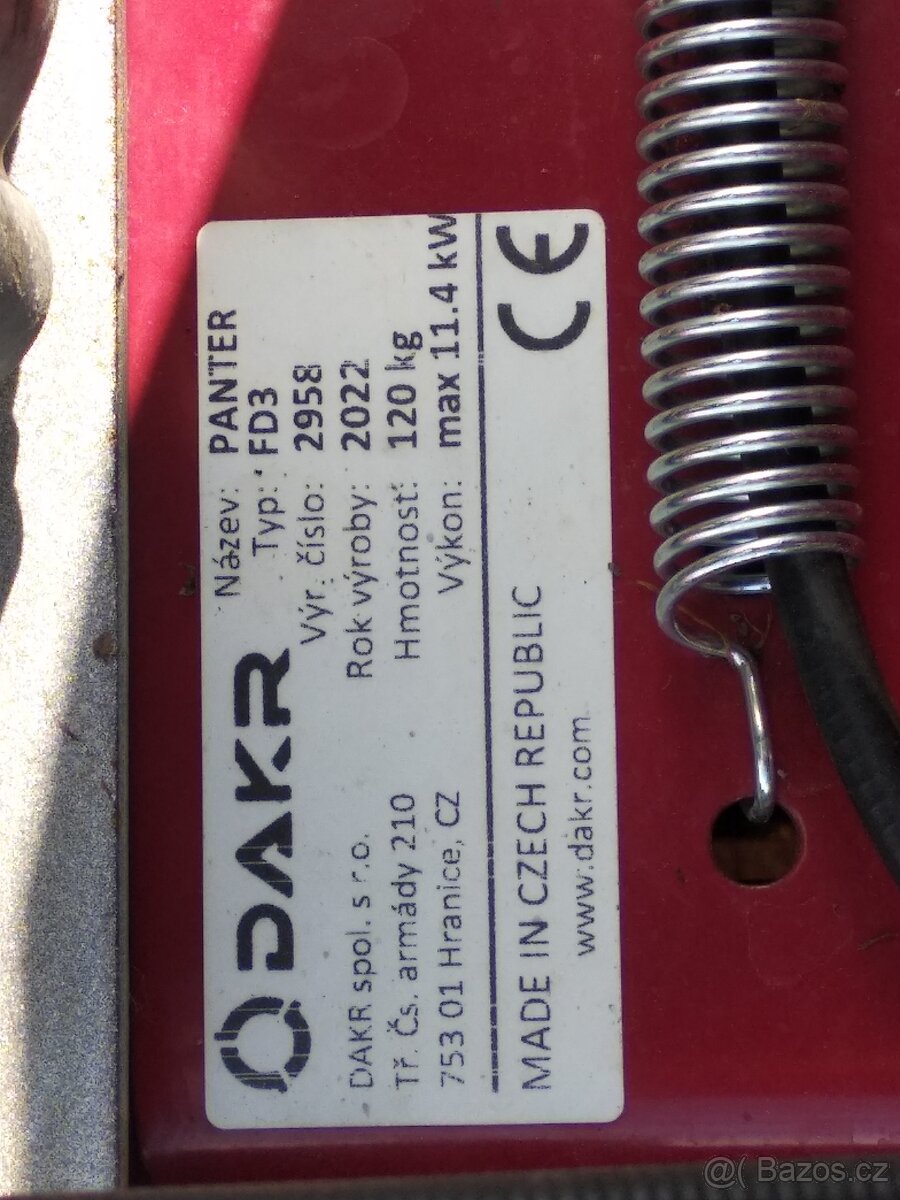 DAKR
Název: PANTER
Typ: FD3
Výr. číslo: 2958
Rok výroby: 2022
Hmotnost: 120 kg
Výkon: max 11.4 kW
DAKR spol. s r.o.
Tř. Čs. armády 210
753 01 Hranice, CZ
MADE IN CZECH REPUBLIC
www.dakr.com
CE
@( Bazos.cz